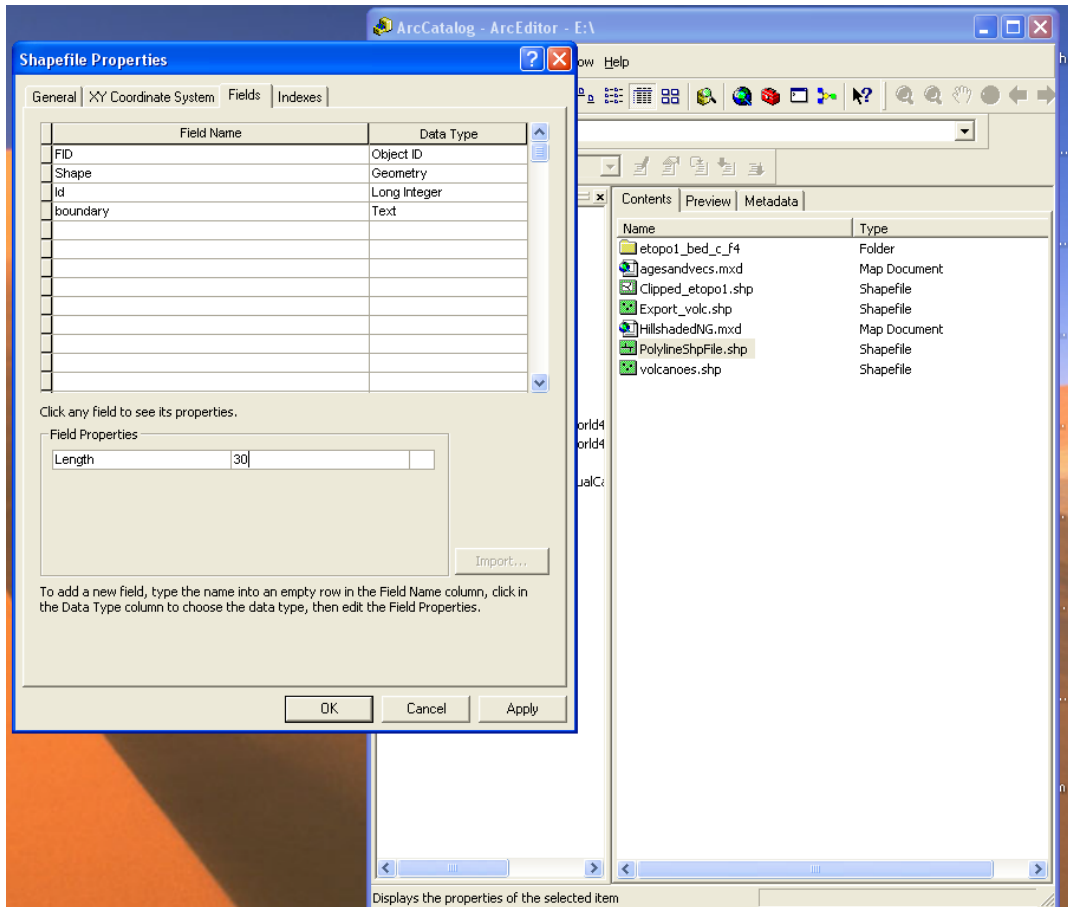 ArcCatalog - ArcEditor - E:\
Shapefile Properties
ow Help
General XY Coordinate System Fields Indexes
Field Name Data Type
FID Object ID
Shape Geometry
Id Long Integer
boundary Text
Click any field to see its properties.
Field Properties
Length 30
Import...
To add a new field, type the name into an empty row in the Field Name column, click in
the Data Type column to choose the data type, then edit the Field Properties.
OK Cancel Apply
orld4
orld4
ualCa
Contents Preview Metadata
Name Type
etopo1_bed_c_f4 Folder
agesandvecs.mxd Map Document
Clipped_etopo1.shp Shapefile
Export_volc.shp Shapefile
HillshadedNG.mxd Map Document
PolylineShpFile.shp Shapefile
volcanoes.shp Shapefile
Displays the properties of the selected item